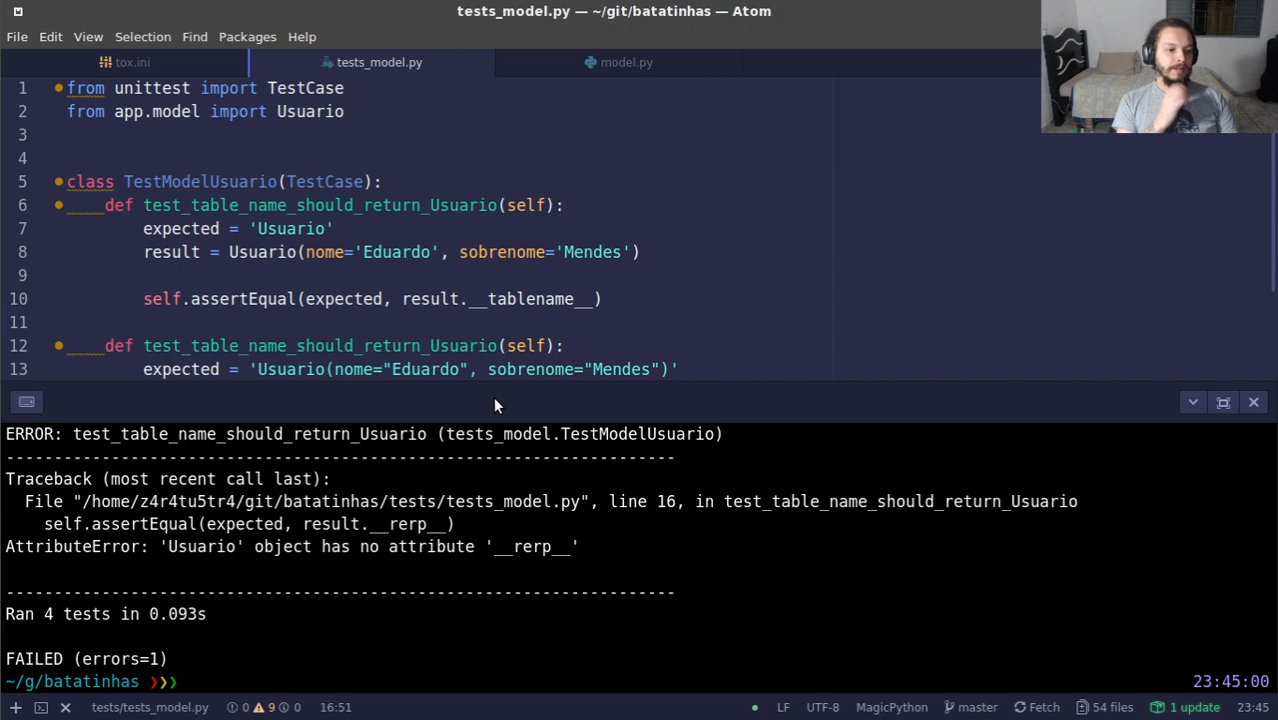 tests_model.py — ~/git/batatinhas — Atom
File Edit View Selection Find Packages Help
tox.ini tests_model.py model.py
1 from unittest import TestCase
2 from app.model import Usuario
3
4
5 class TestModelUsuario(TestCase):
6 def test_table_name_should_return_Usuario(self):
7 expected = 'Usuario'
8 result = Usuario(nome='Eduardo', sobrenome='Mendes')
9
10 self.assertEqual(expected, result.__tablename__)
11
12 def test_table_name_should_return_Usuario(self):
13 expected = 'Usuario(nome="Eduardo", sobrenome="Mendes")'
ERROR: test_table_name_should_return_Usuario (tests_model.TestModelUsuario)
----------------------------------------------------------------------
Traceback (most recent call last):
File "/home/z4r4tu5tr4/git/batatinhas/tests/tests_model.py", line 16, in test_table_name_should_return_Usuario
self.assertEqual(expected, result.__rerp__)
AttributeError: 'Usuario' object has no attribute '__rerp__'
----------------------------------------------------------------------
Ran 4 tests in 0.093s
FAILED (errors=1)
~/g/batatinhas ❯❯❯ 23:45:00
tests/tests_model.py 0 9 0 16:51 LF UTF-8 MagicPython master Fetch 54 files 1 update 23:45